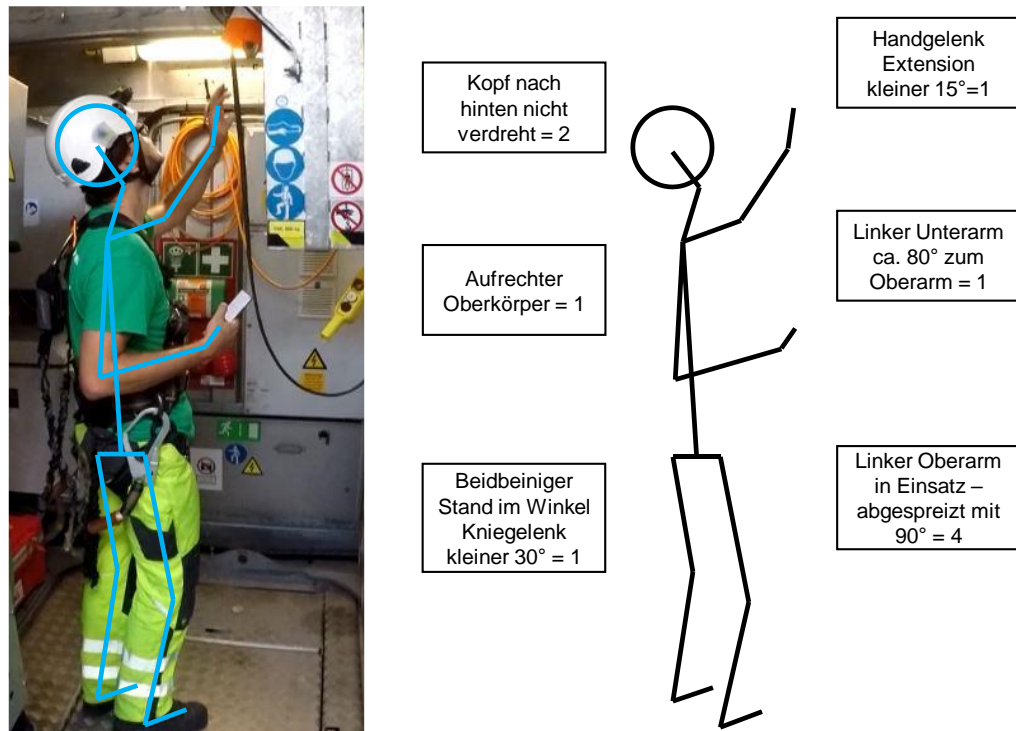 Kopf nach
hinten nicht
verdreht = 2
Aufrechter
Oberkörper = 1
Beidbeiniger
Stand im Winkel
Kniegelenk
kleiner 30° = 1
Handgelenk
Extension
kleiner 15°=1
Linker Unterarm
ca. 80° zum
Oberarm = 1
Linker Oberarm
in Einsatz –
abgespreizt mit
90° = 4